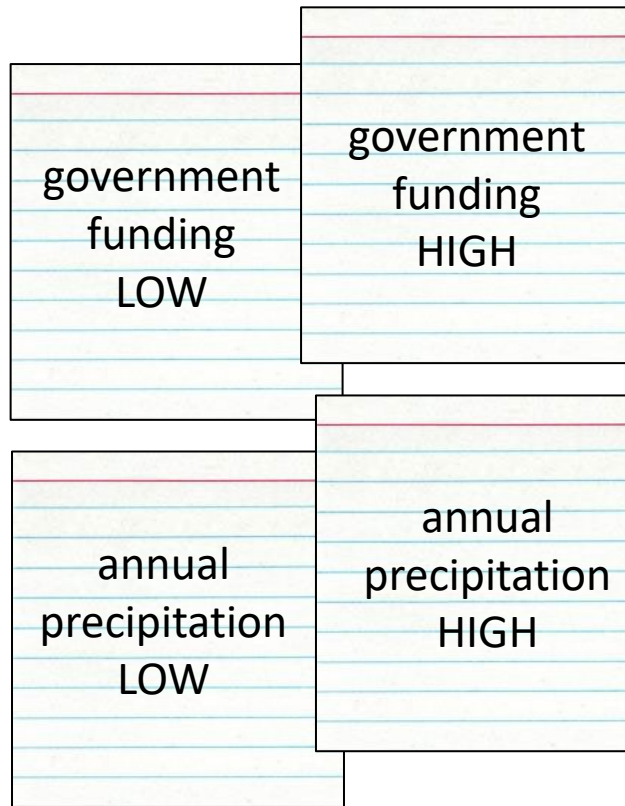 government
funding
LOW
government
funding
HIGH
annual
precipitation
LOW
annual
precipitation
HIGH